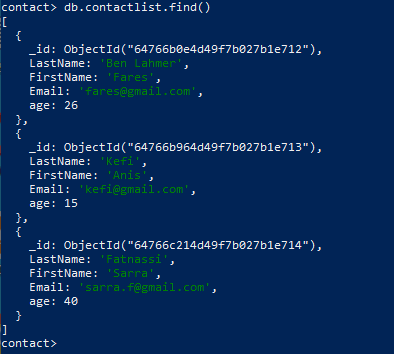 contact> db.contactlist.find()
[
  {
    _id: ObjectId("64766b0e4d49f7b027b1e712"),
    LastName: 'Ben Lahmer',
    FirstName: 'Fares',
    Email: 'fares@gmail.com',
    age: 26
  },
  {
    _id: ObjectId("64766b964d49f7b027b1e713"),
    LastName: 'Kefi',
    FirstName: 'Anis',
    Email: 'kefi@gmail.com',
    age: 15
  },
  {
    _id: ObjectId("64766c214d49f7b027b1e714"),
    LastName: 'Fatnassi',
    FirstName: 'Sarra',
    Email: 'sarra.f@gmail.com',
    age: 40
  }
]
contact>